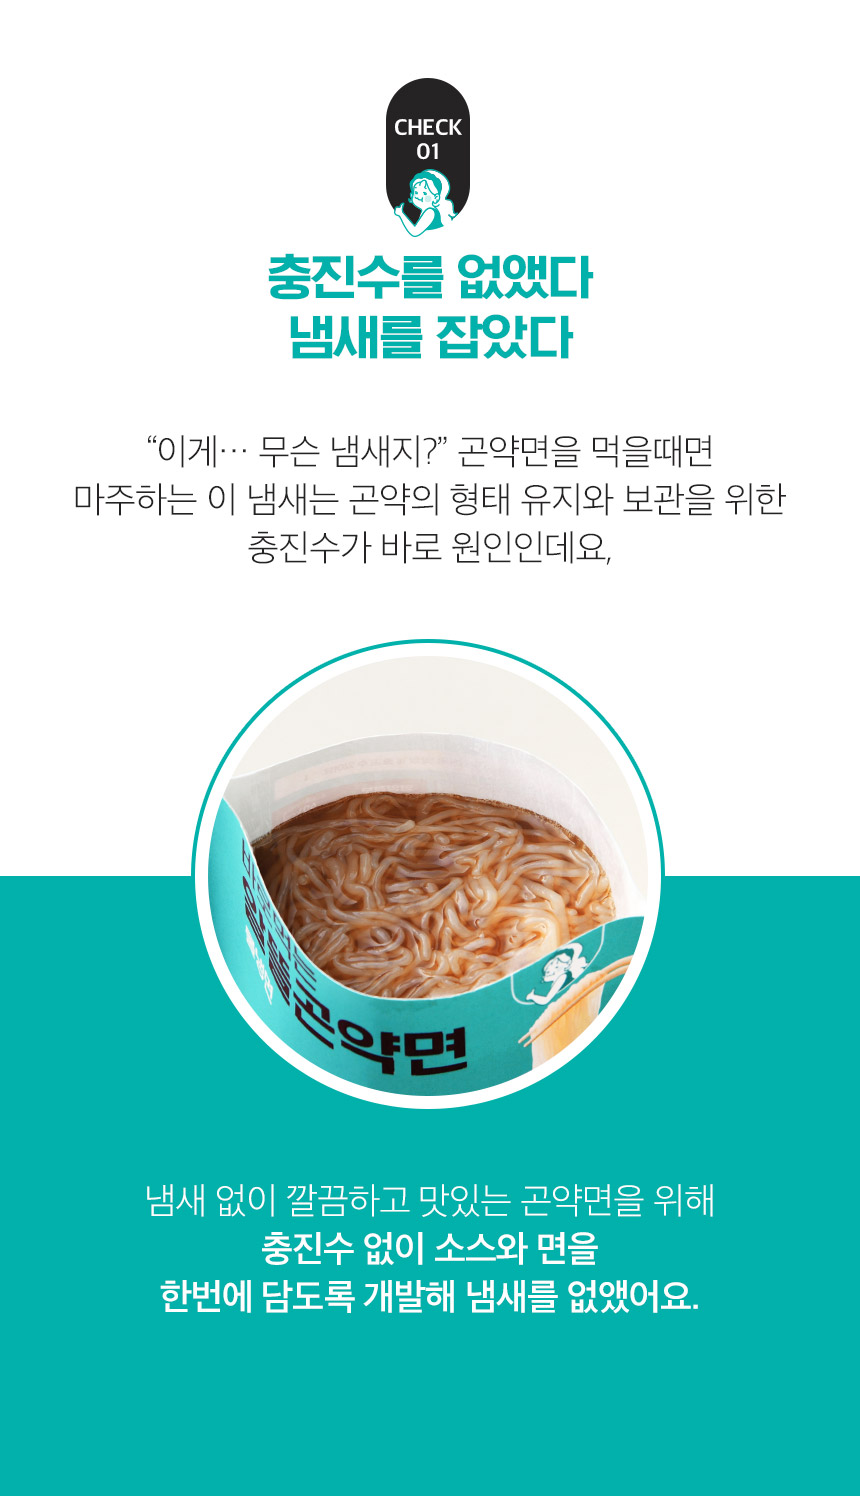 CHECK
01
충진수를 없앴다
냄새를 잡았다
“이게… 무슨 냄새지?” 곤약면을 먹을때면
마주하는 이 냄새는 곤약의 형태 유지와 보관을 위한
충진수가 바로 원인인데요,
곤약면
냄새 없이 깔끔하고 맛있는 곤약면을 위해
충진수 없이 소스와 면을
한번에 담도록 개발해 냄새를 없앴어요.